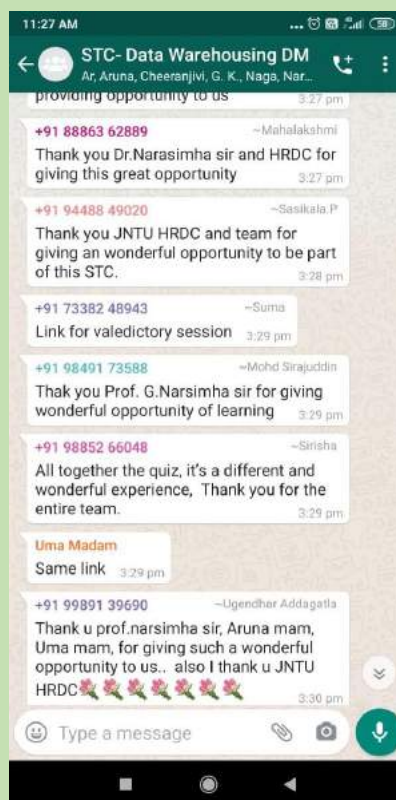 11:27 AM
... 58
STC- Data Warehousing DM
Ar, Aruna, Cheeranjivi, G. K., Naga, Nar...
providing opportunity to us 3:27 pm
+91 88863 62889 ~Mahalakshmi
Thank you Dr.Narasimha sir and HRDC for
giving this great opportunity 3:27 pm
+91 94488 49020 ~Sasikala.P
Thank you JNTU HRDC and team for
giving an wonderful opportunity to be part
of this STC. 3:28 pm
+91 73382 48943 ~Suma
Link for valedictory session 3:29 pm
+91 98491 73588 ~Mohd Sirajuddin
Thak you Prof. G.Narsimha sir for giving
wonderful opportunity of learning 3:29 pm
+91 98852 66048 ~Sirisha
All together the quiz, it's a different and
wonderful experience, Thank you for the
entire team. 3:29 pm
Uma Madam
Same link 3:29 pm
+91 99891 39690 ~Ugendhar Addagatla
Thank u prof.narsimha sir, Aruna mam,
Uma mam, for giving such a wonderful
opportunity to us.. also I thank u JNTU
HRDC💐💐💐💐💐💐💐 3:30 pm
Type a message